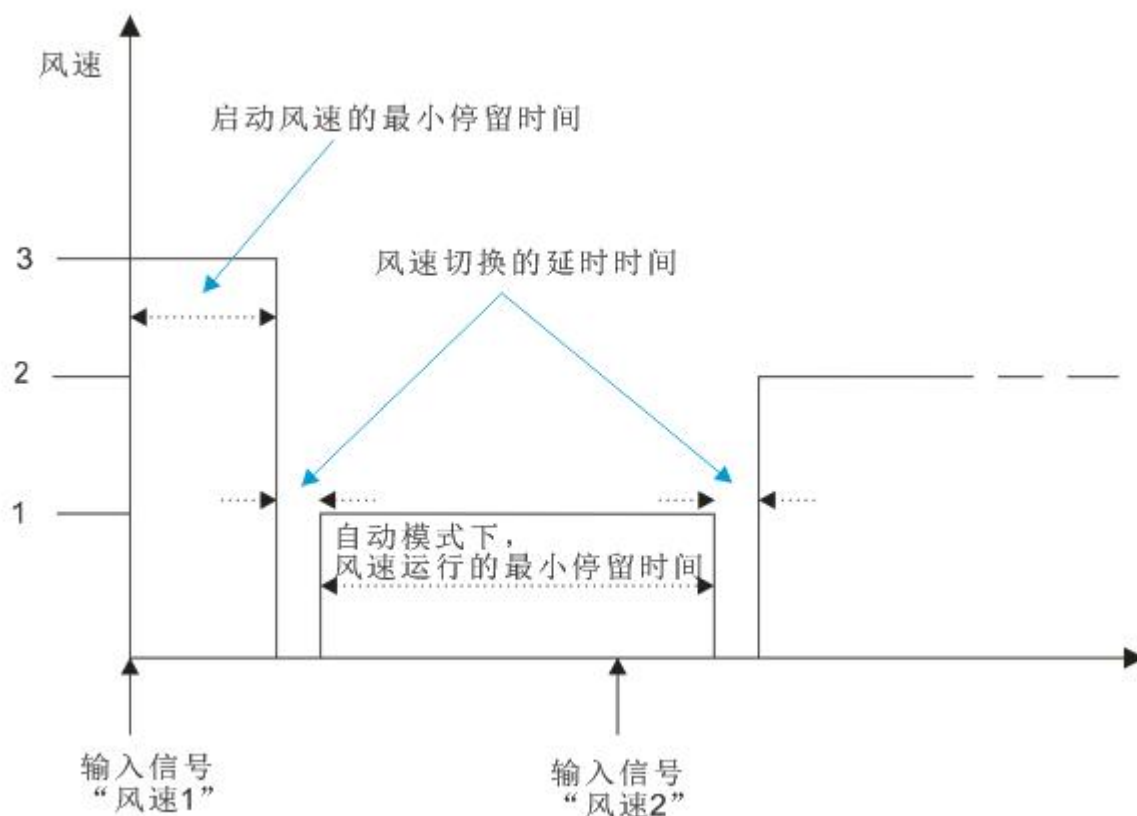 风速
启动风速的最小停留时间
3
风速切换的延时时间
2
1
自动模式下，
风速运行的最小停留时间
输入信号
“风速1”
输入信号
“风速2”